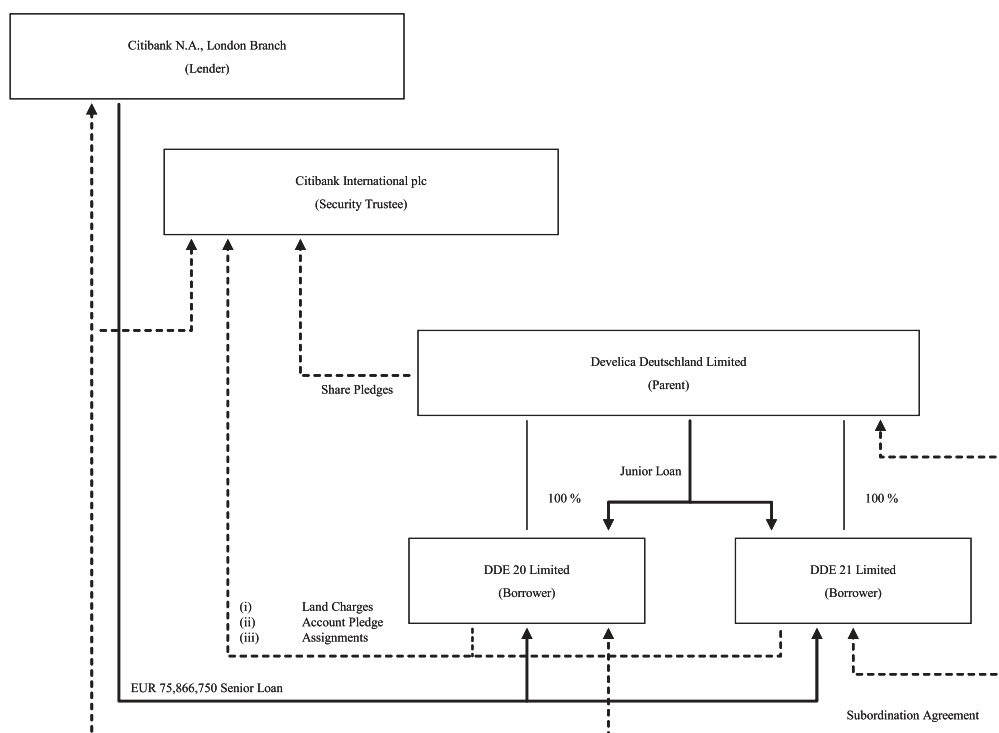 Citibank N.A., London Branch
(Lender)
Citibank International plc
(Security Trustee)
Develica Deutschland Limited
(Parent)
Share Pledges
Junior Loan
100 %
100 %
DDE 20 Limited
(Borrower)
DDE 21 Limited
(Borrower)
(i) Land Charges
(ii) Account Pledge
(iii) Assignments
EUR 75,866,750 Senior Loan
Subordination Agreement